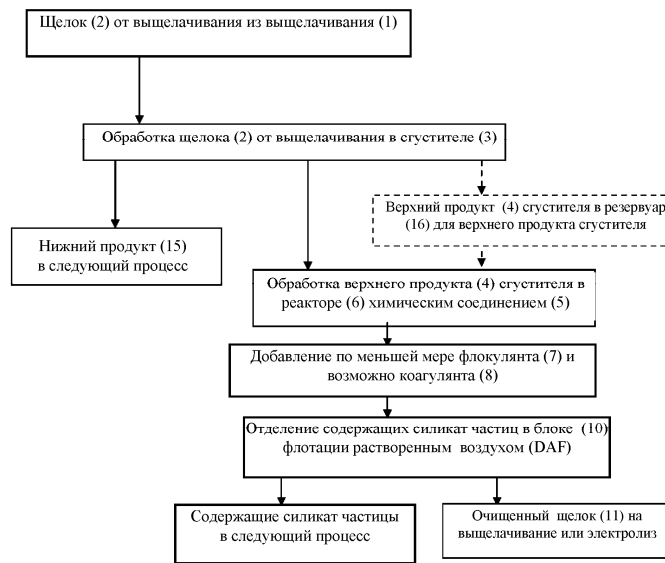 Щелок (2) от выщелачивания из выщелачивания (1)
Обработка щелока (2) от выщелачивания в сгустителе (3)
Верхний продукт (4) сгустителя в резервуар
(16) для верхнего продукта сгустителя
Нижний продукт (15)
в следующий процесс
Обработка верхнего продукта (4) сгустителя в
реакторе (6) химическим соединением (5)
Добавление по меньшей мере флокулянта (7) и
возможно коагулянта (8)
Отделение содержащих силикат частиц в блоке (10)
флотации растворенным воздухом (DAF)
Содержащие силикат частицы
в следующий процесс
Очищенный щелок (11) на
выщелачивание или электролиз